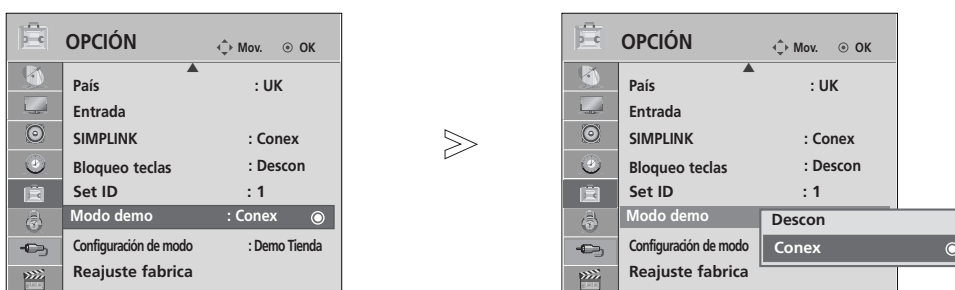 OPCIÓN Mov. OK
País : UK
Entrada
SIMPLINK : Conex
Bloqueo teclas : Descon
Set ID : 1
Modo demo : Conex
Configuración de modo : Demo Tienda
Reajuste fabrica
OPCIÓN Mov. OK
País : UK
Entrada
SIMPLINK : Conex
Bloqueo teclas : Descon
Set ID : 1
Modo demo
Descon
Configuración de modo
Conex
Reajuste fabrica